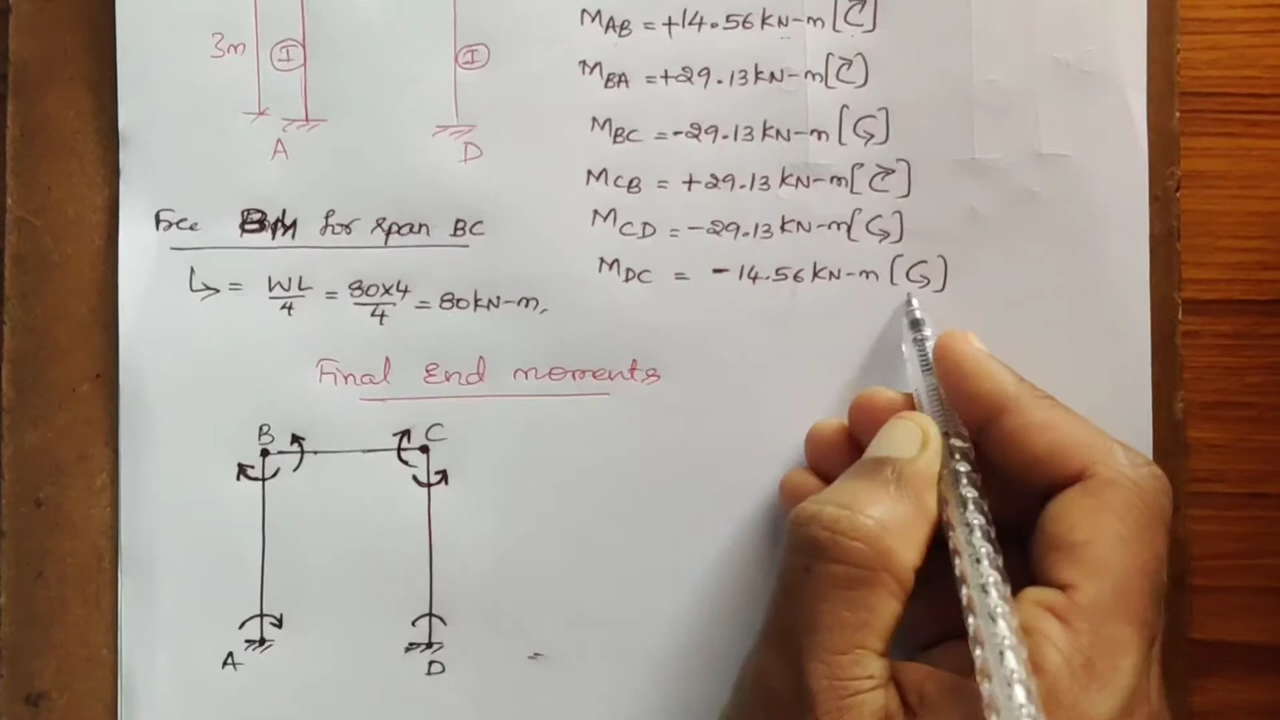 3m
I
I
A
D
MAB = +14.56 KN-m [↻]
MBA = +29.13 KN-m [↻]
MBC = -29.13 KN-m [↺]
MCB = +29.13 KN-m [↻]
MCD = -29.13 KN-m [↺]
MDC = -14.56 KN-m [↺]
Free BM for span BC
↳ = WL/4 = 80×4/4 = 80 KN-m,
Final End moments
B
C
A
D
=